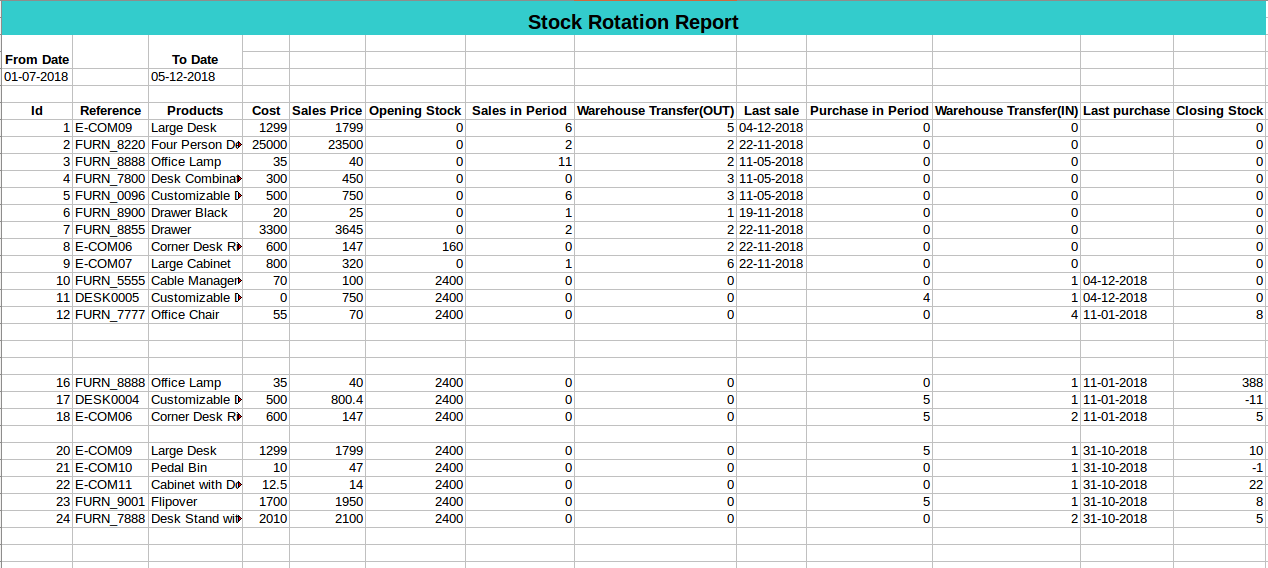 Stock Rotation Report
From Date To Date
01-07-2018 05-12-2018
Id Reference Products Cost Sales Price Opening Stock Sales in Period Warehouse Transfer(OUT) Last sale Purchase in Period Warehouse Transfer(IN) Last purchase Closing Stock
1 E-COM09 Large Desk 1299 1799 0 6 5 04-12-2018 0 0 0
2 FURN_8220 Four Person 25000 23500 0 2 2 22-11-2018 0 0 0
3 FURN_8888 Office Lamp 35 40 0 11 2 11-05-2018 0 0 0
4 FURN_7800 Desk Combina 300 450 0 0 3 11-05-2018 0 0 0
5 FURN_0096 Customizable 500 750 0 6 3 11-05-2018 0 0 0
6 FURN_8900 Drawer Black 20 25 0 1 1 19-11-2018 0 0 0
7 FURN_8855 Drawer 3300 3645 0 2 2 22-11-2018 0 0 0
8 E-COM06 Corner Desk Ri 600 147 160 0 2 22-11-2018 0 0 0
9 E-COM07 Large Cabinet 800 320 0 1 6 22-11-2018 0 0 0
10 FURN_5555 Cable Managem 70 100 2400 0 0 0 1 04-12-2018 0
11 DESK0005 Customizable 0 750 2400 0 0 4 1 04-12-2018 0
12 FURN_7777 Office Chair 55 70 2400 0 0 0 4 11-01-2018 8
16 FURN_8888 Office Lamp 35 40 2400 0 0 0 1 11-01-2018 388
17 DESK0004 Customizable 500 800.4 2400 0 0 5 1 11-01-2018 -11
18 E-COM06 Corner Desk Ri 600 147 2400 0 0 5 2 11-01-2018 5
20 E-COM09 Large Desk 1299 1799 2400 0 0 5 1 31-10-2018 10
21 E-COM10 Pedal Bin 10 47 2400 0 0 0 1 31-10-2018 -1
22 E-COM11 Cabinet with 12.5 14 2400 0 0 0 1 31-10-2018 22
23 FURN_9001 Flipover 1700 1950 2400 0 0 5 1 31-10-2018 8
24 FURN_7888 Desk Stand wit 2010 2100 2400 0 0 0 2 31-10-2018 5